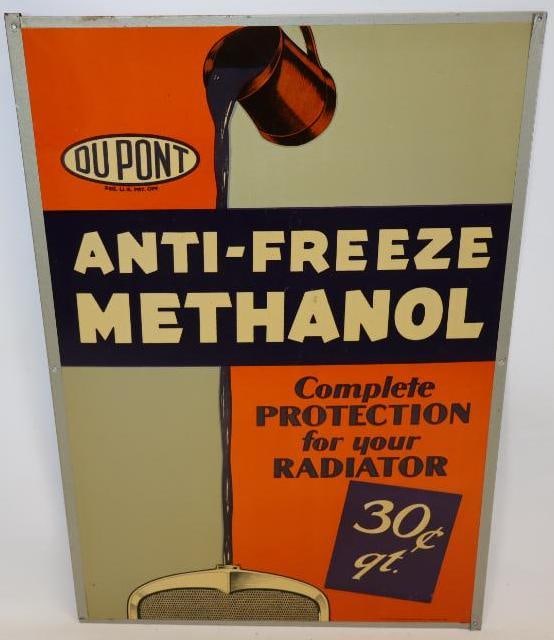 DU PONT
REG. U.S. PAT. OFF.
ANTI-FREEZE
METHANOL
Complete
PROTECTION
for your
RADIATOR
30¢
qt.